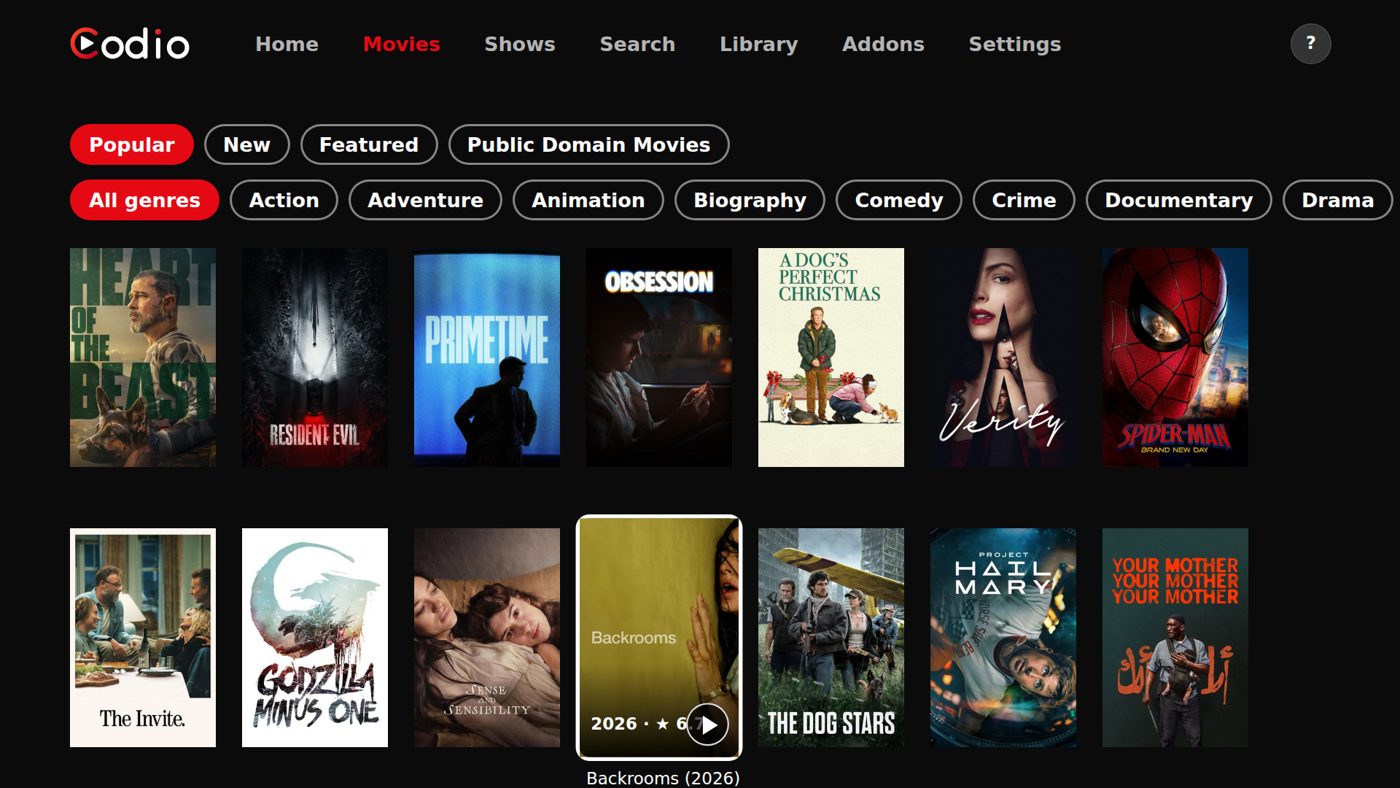 Codio
Home Movies Shows Search Library Addons Settings ?
Popular New Featured Public Domain Movies
All genres Action Adventure Animation Biography Comedy Crime Documentary Drama
HEART
OF
THE
BEAST
RESIDENT EVIL
PRIMETIME
OBSESSION
A DOG'S
PERFECT
CHRISTMAS
Verity
SPIDER-MAN
BRAND NEW DAY
The Invite.
GODZILLA
MINUS ONE
SENSE
AND
SENSIBILITY
Backrooms
2026 · ★ 6.
Backrooms (2026)
THE DOG STARS
PROJECT
HAIL
MARY
YOUR MOTHER
YOUR MOTHER
YOUR MOTHER